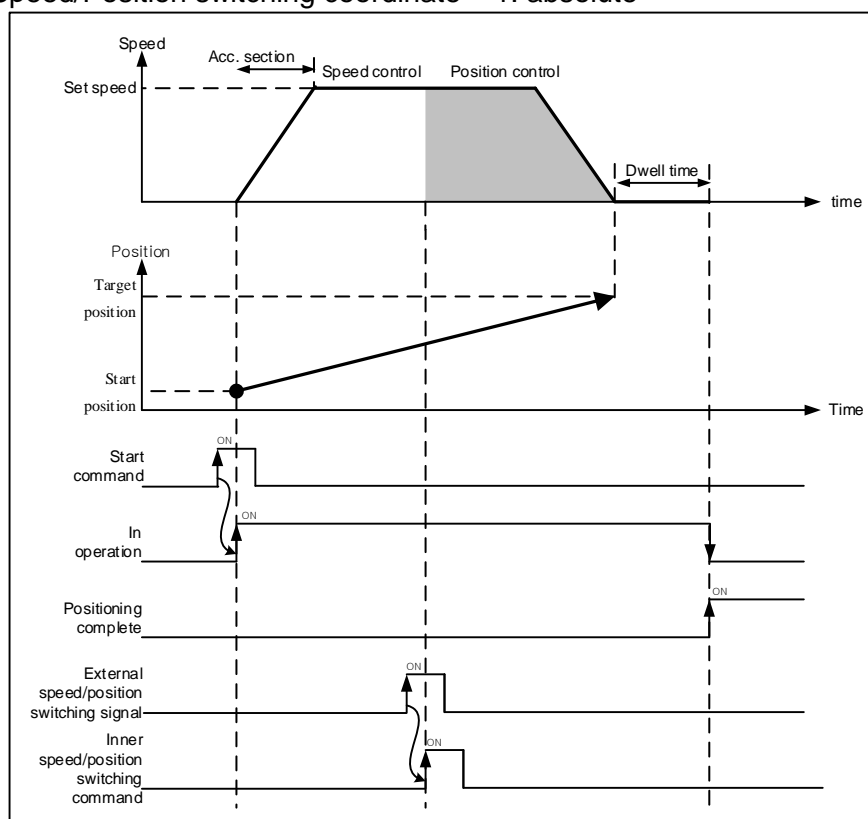 Speed/Position switching coordinate = 1: absolute
Speed
Acc. section
Speed control
Position control
Set speed
Dwell time
time
Position
Target
position
Start
position
Time
ON
Start
command
ON
In
operation
ON
Positioning
complete
ON
External
speed/position
switching signal
ON
Inner
speed/position
switching
command